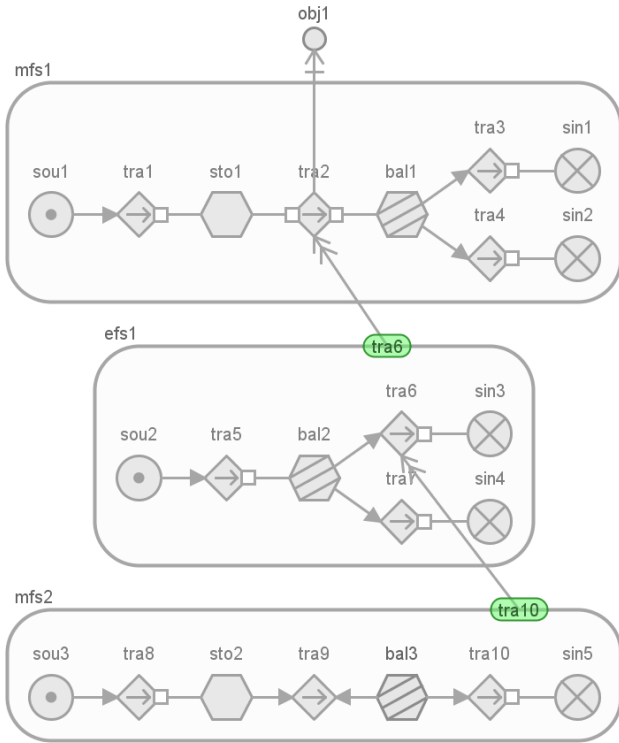 obj1
mfs1
tra3 sin1
sou1 tra1 sto1 tra2 bal1
tra4 sin2
efs1
tra6
tra6 sin3
sou2 tra5 bal2
tra7 sin4
mfs2
tra10
sou3 tra8 sto2 tra9 bal3 tra10 sin5